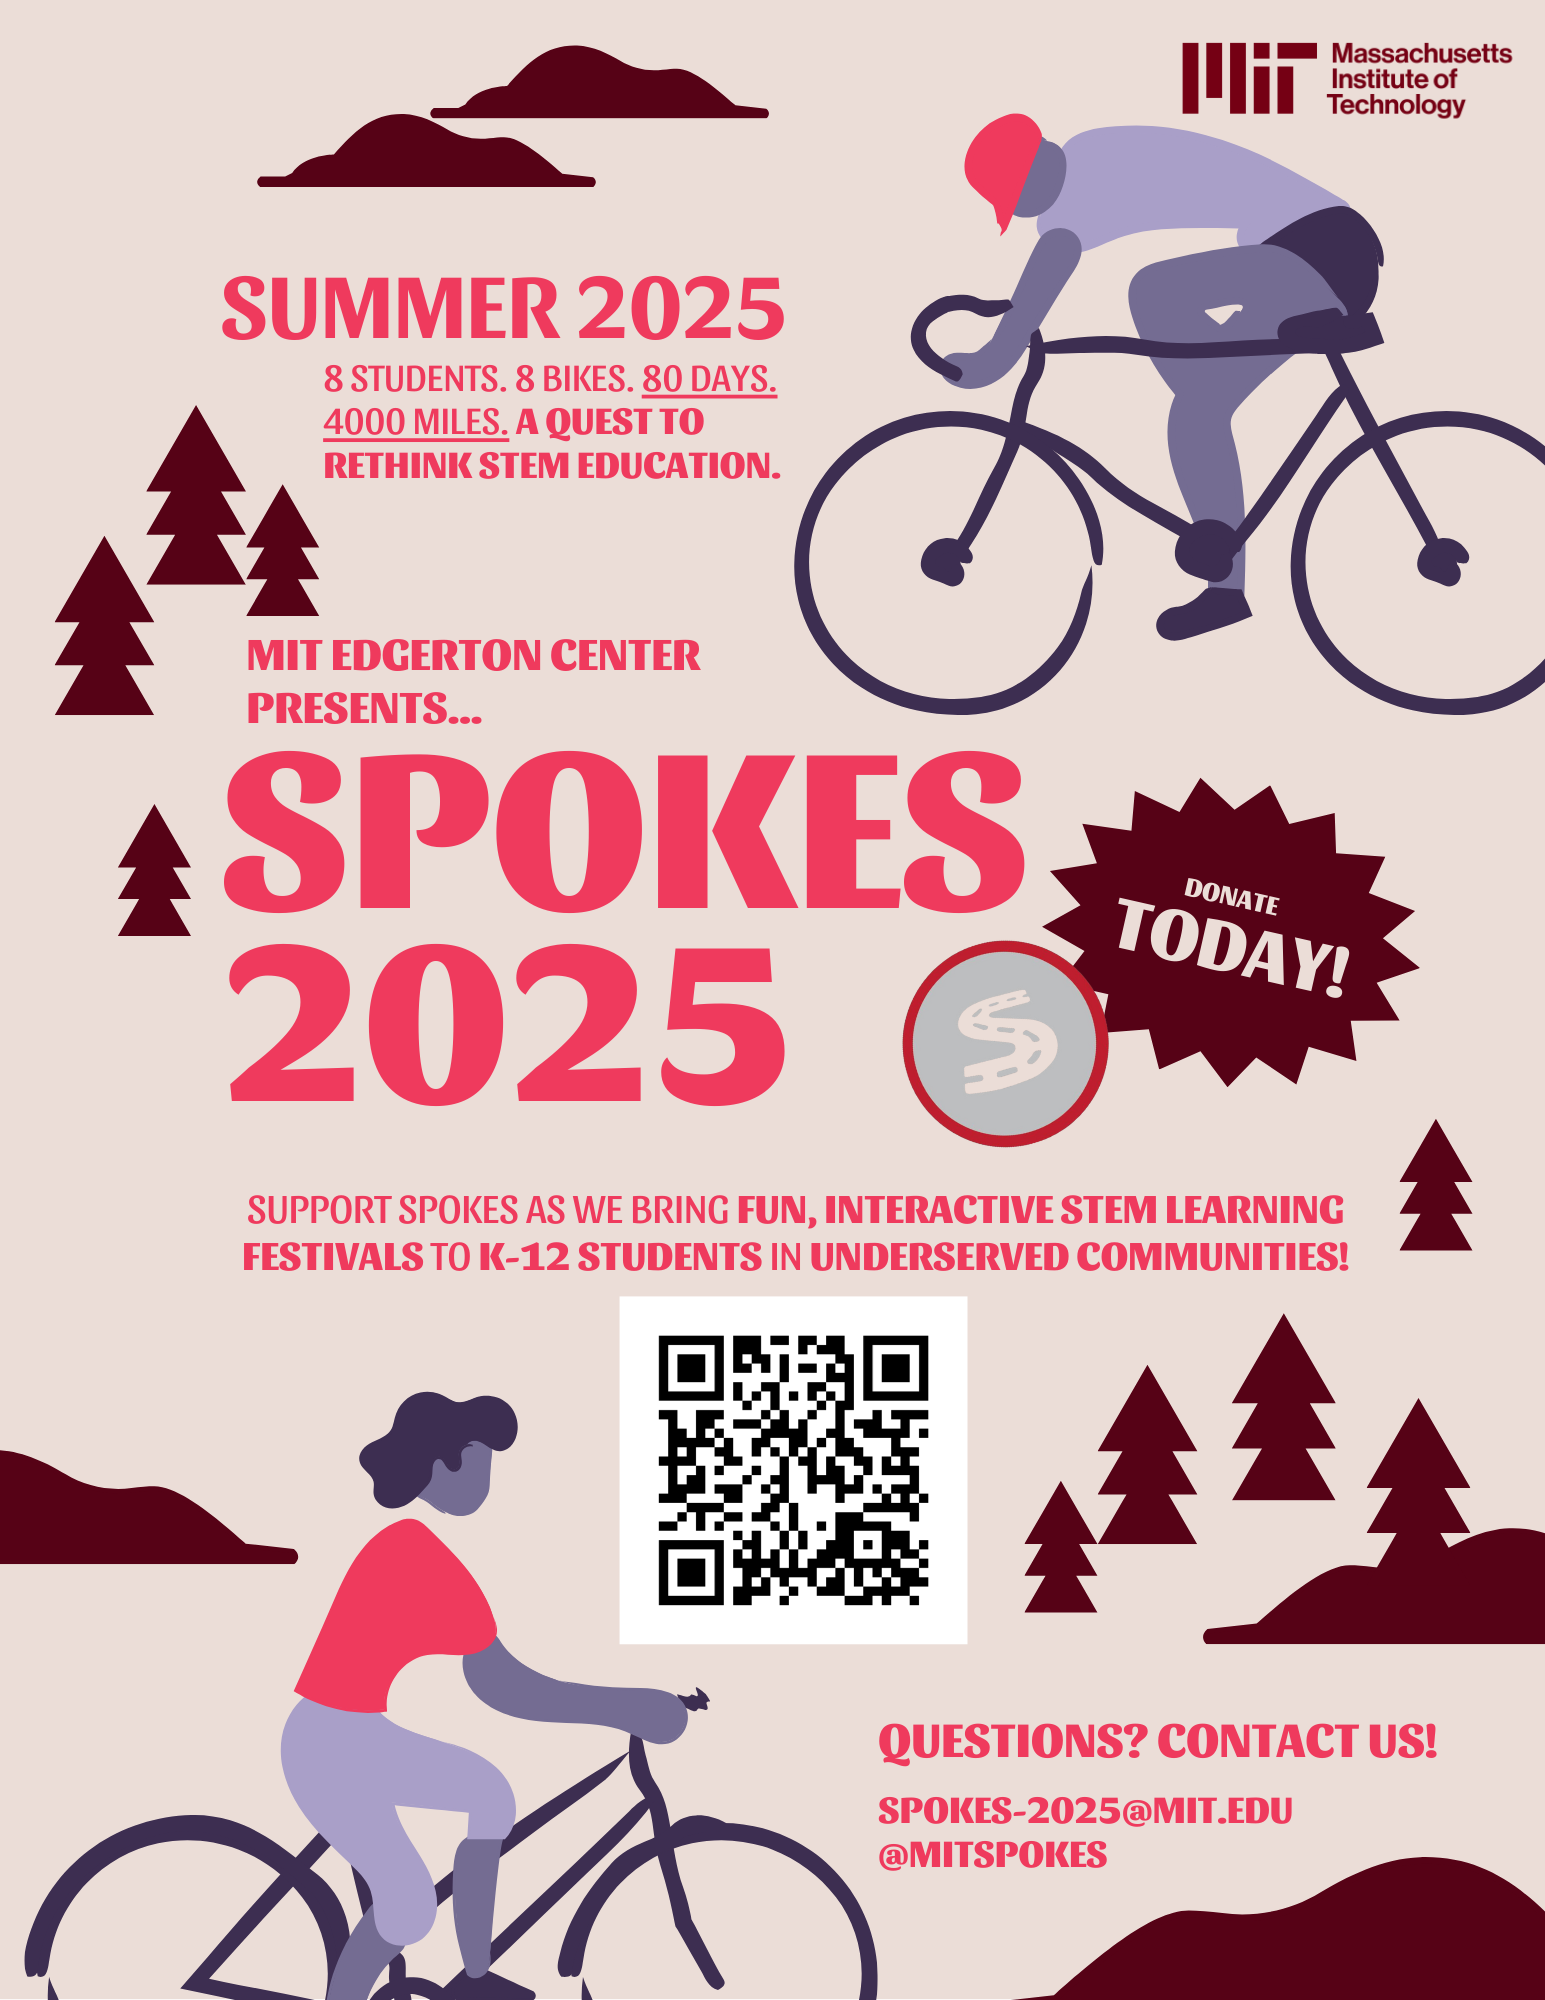 Massachusetts
Institute of
Technology
SUMMER 2025
8 STUDENTS. 8 BIKES. 80 DAYS.
4000 MILES. A QUEST TO
RETHINK STEM EDUCATION.
MIT EDGERTON CENTER
PRESENTS...
SPOKES
2025
DONATE
TODAY!
SUPPORT SPOKES AS WE BRING FUN, INTERACTIVE STEM LEARNING
FESTIVALS TO K-12 STUDENTS IN UNDERSERVED COMMUNITIES!
QUESTIONS? CONTACT US!
SPOKES-2025@MIT.EDU
@MITSPOKES